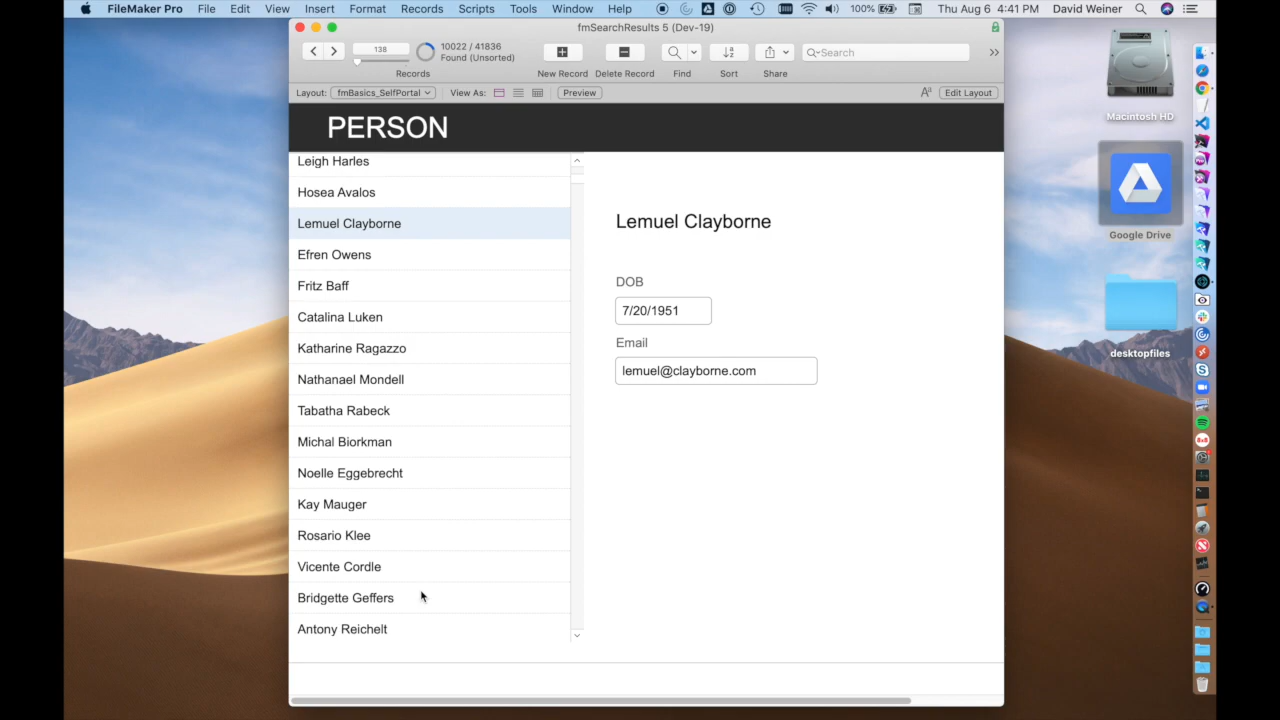 FileMaker Pro File Edit View Insert Format Records Scripts Tools Window Help 100% Thu Aug 6 4:41 PM David Weiner
fmSearchResults 5 (Dev-19)
138
10022 / 41836
Found (Unsorted)
Search
Records New Record Delete Record Find Sort Share
Layout: fmBasics_SelfPortal View As: Preview Edit Layout
PERSON
Leigh Harles
Hosea Avalos
Lemuel Clayborne
Efren Owens
Fritz Baff
Catalina Luken
Katharine Ragazzo
Nathanael Mondell
Tabatha Rabeck
Michal Biorkman
Noelle Eggebrecht
Kay Mauger
Rosario Klee
Vicente Cordle
Bridgette Geffers
Antony Reichelt
Lemuel Clayborne
DOB
7/20/1951
Email
lemuel@clayborne.com
Macintosh HD
Google Drive
desktopfiles